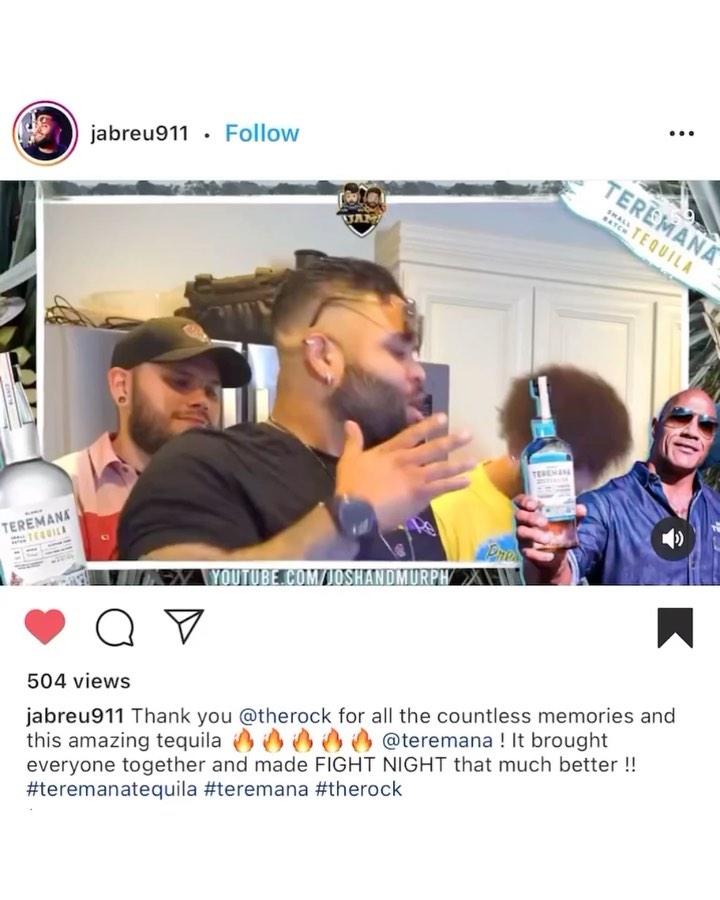 jabreu911 · Follow
JAM
TEREMANA
SMALL BATCH TEQUILA
TEREMANA
TEREMANA
TEQUILA
YOUTUBE.COM/JOSHANDMURPH
504 views
jabreu911 Thank you @therock for all the countless memories and
this amazing tequila 🔥🔥🔥🔥🔥 @teremana ! It brought
everyone together and made FIGHT NIGHT that much better !!
#teremanatequila #teremana #therock